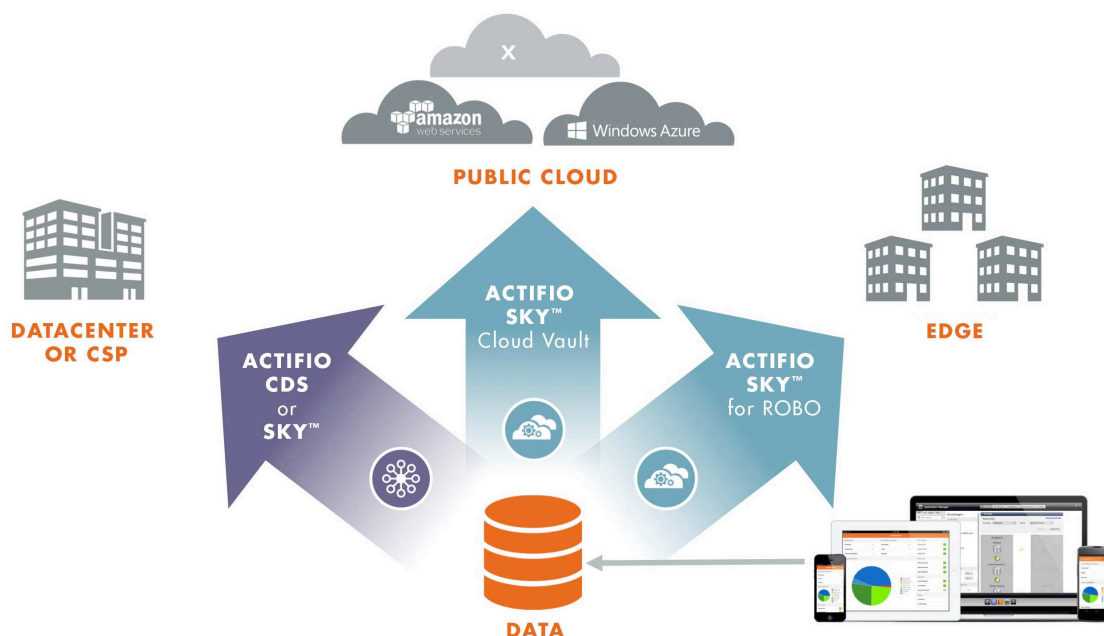 X
amazon
web services
Windows Azure
PUBLIC CLOUD
DATACENTER
OR CSP
EDGE
ACTIFIO
CDS
or
SKY™
ACTIFIO
SKY™
Cloud Vault
ACTIFIO
SKY™
for ROBO
DATA